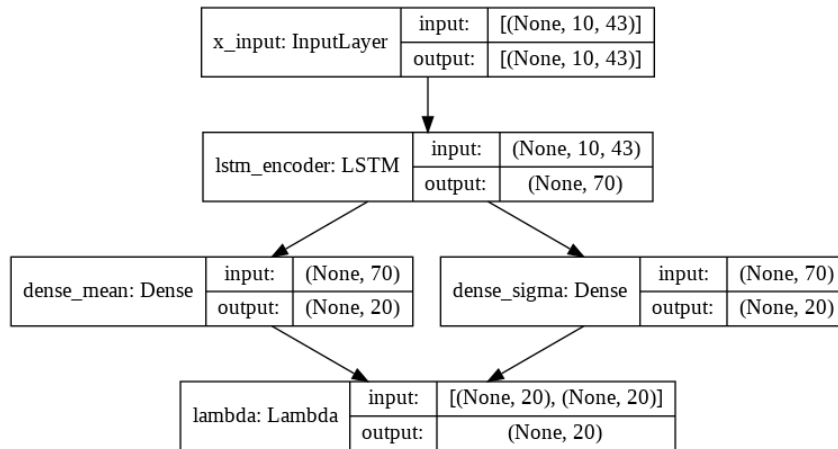 x_input: InputLayer
input:
[(None, 10, 43)]
output:
[(None, 10, 43)]
lstm_encoder: LSTM
input:
(None, 10, 43)
output:
(None, 70)
dense_mean: Dense
input:
(None, 70)
output:
(None, 20)
dense_sigma: Dense
input:
(None, 70)
output:
(None, 20)
lambda: Lambda
input:
[(None, 20), (None, 20)]
output:
(None, 20)